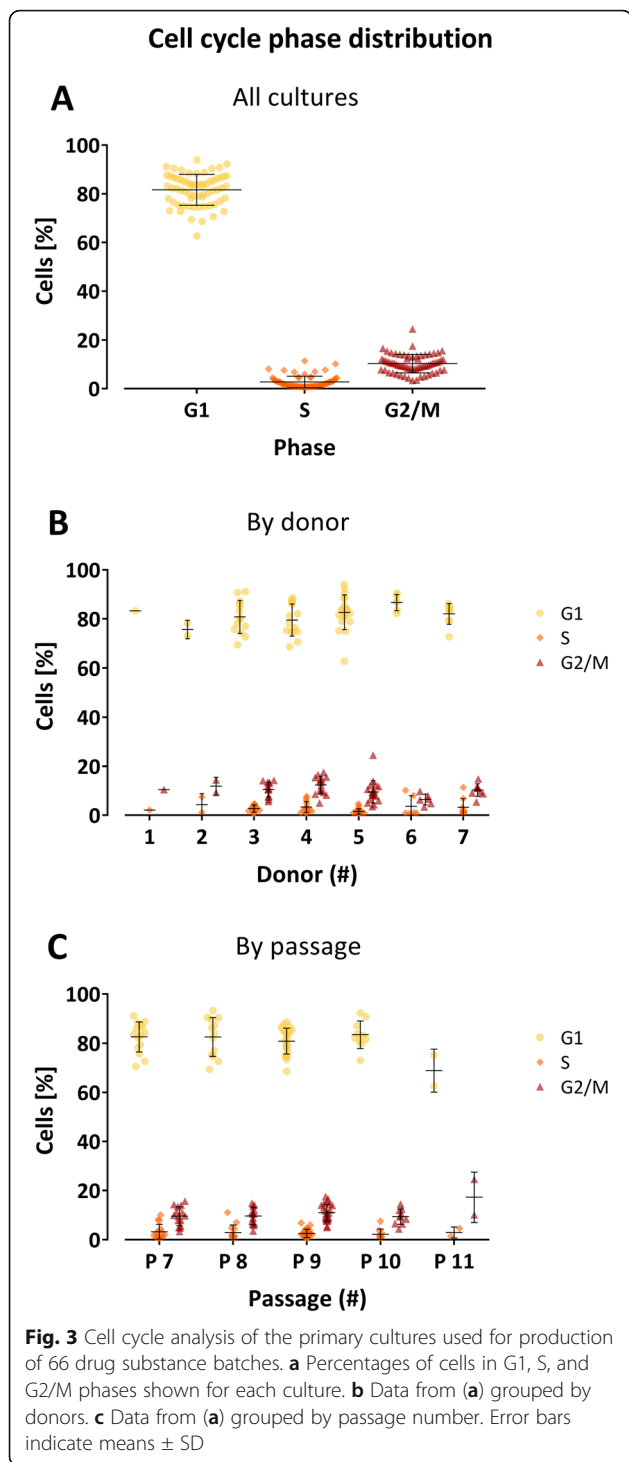 Cell cycle phase distribution
A
All cultures
Cells [%]
100
80
60
40
20
0
G1
S
G2/M
Phase
B
By donor
Cells [%]
100
80
60
40
20
0
1
2
3
4
5
6
7
Donor (#)
G1
S
G2/M
C
By passage
Cells [%]
100
80
60
40
20
0
P 7
P 8
P 9
P 10
P 11
Passage (#)
G1
S
G2/M
Fig. 3 Cell cycle analysis of the primary cultures used for production
of 66 drug substance batches. a Percentages of cells in G1, S, and
G2/M phases shown for each culture. b Data from (a) grouped by
donors. c Data from (a) grouped by passage number. Error bars
indicate means ± SD